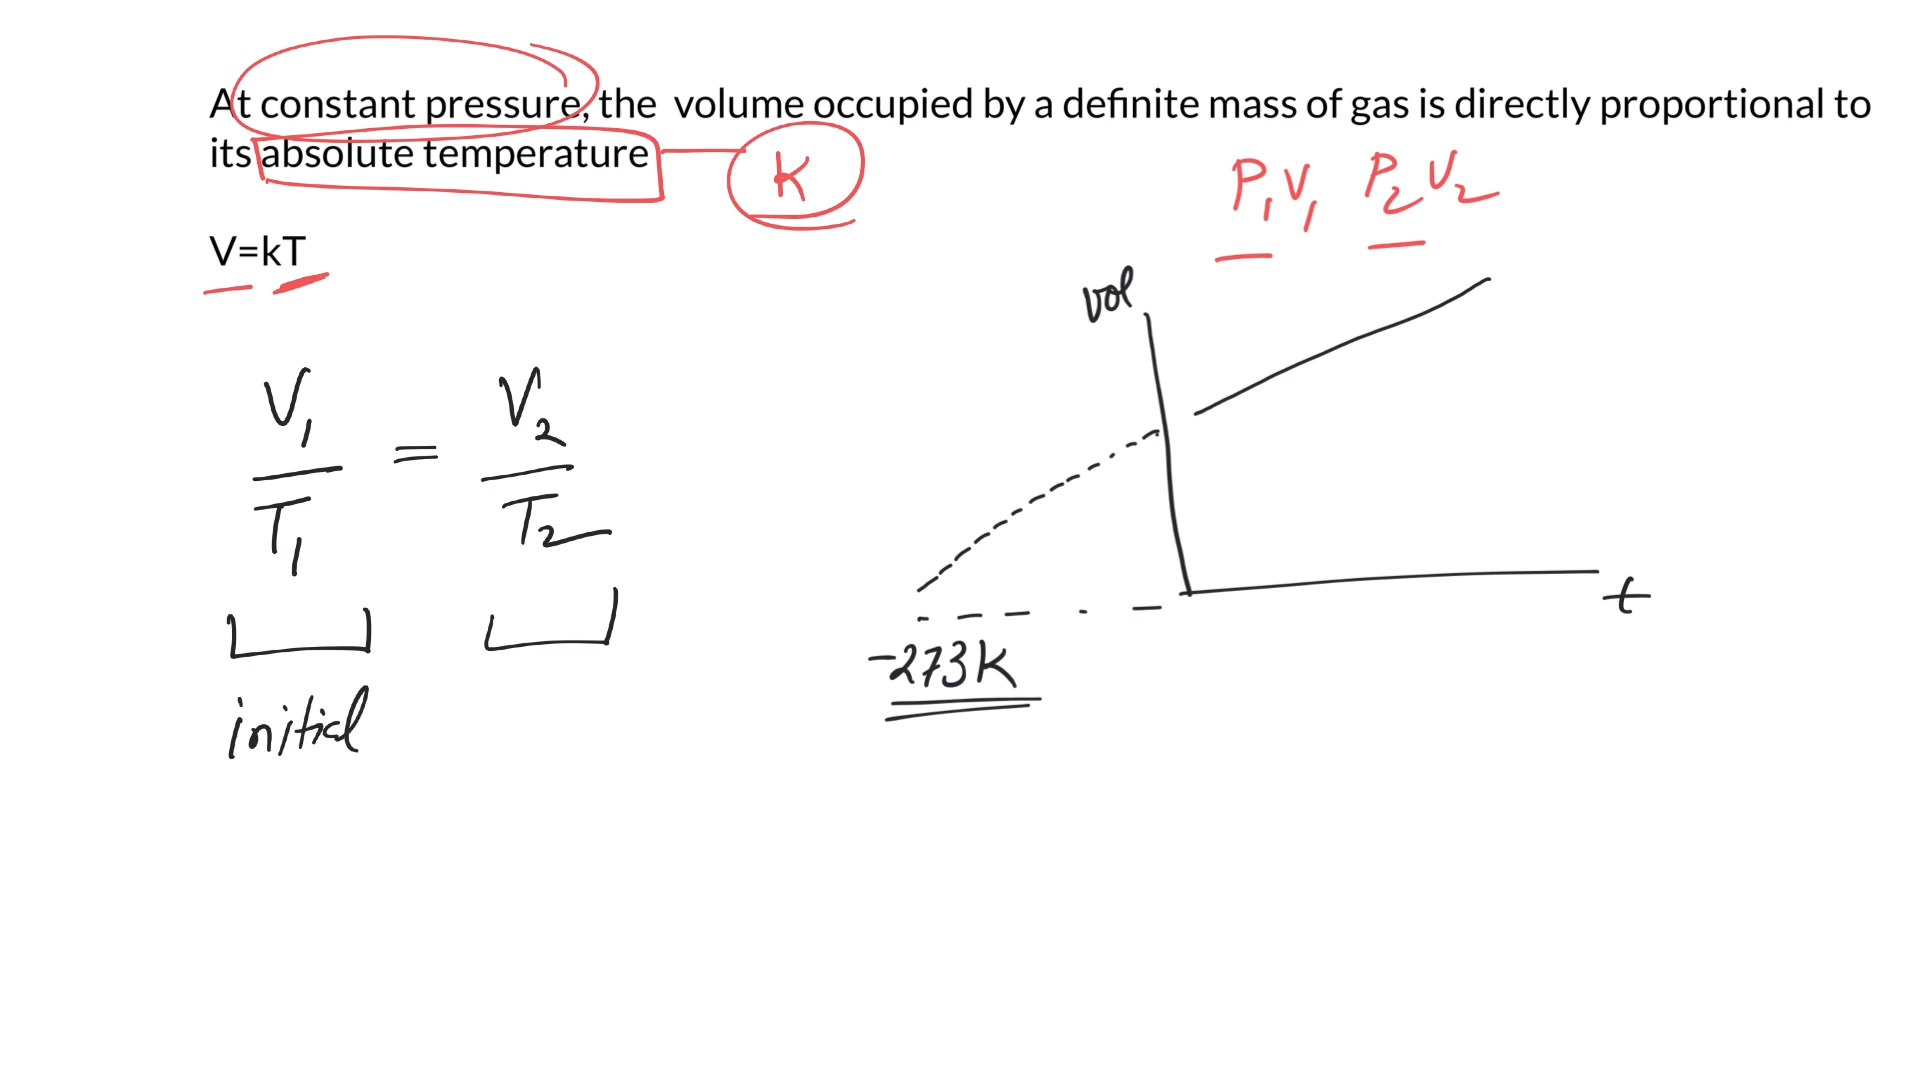 At constant pressure, the volume occupied by a definite mass of gas is directly proportional to
its absolute temperature
K
P₁V₁ P₂V₂
V=kT
vol
V₁/T₁ = V₂/T₂
t
-273K
initial